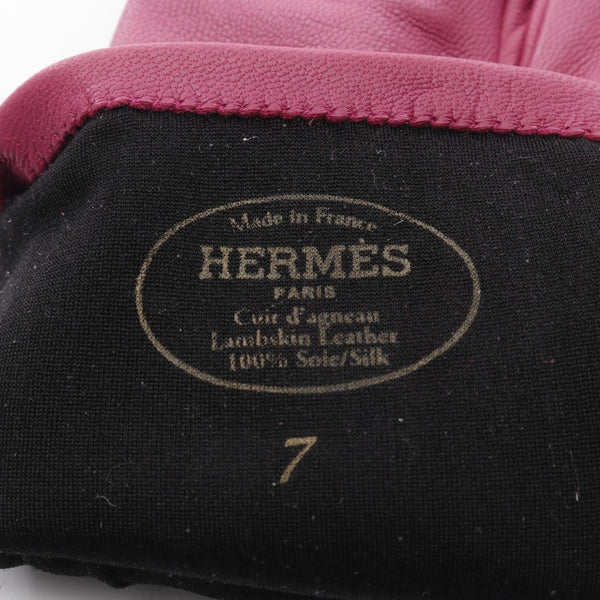 Made in France
HERMÈS
PARIS
Cuir d'agneau
Lambskin Leather
100% Soie/Silk
7